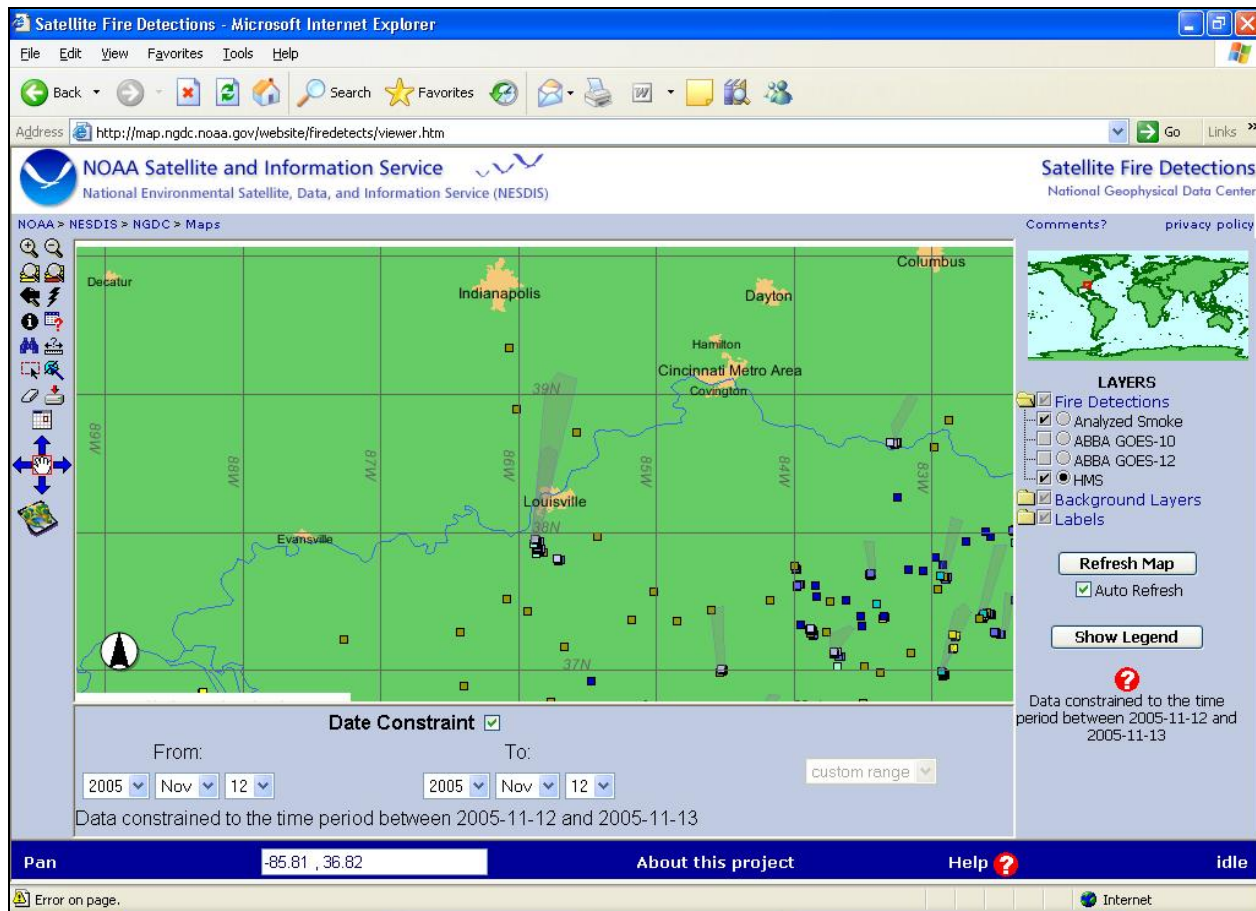 Satellite Fire Detections - Microsoft Internet Explorer
File Edit View Favorites Tools Help
Back Search Favorites
Address http://map.ngdc.noaa.gov/website/firedetects/viewer.htm Go Links »
NOAA Satellite and Information Service
National Environmental Satellite, Data, and Information Service (NESDIS)
Satellite Fire Detections
National Geophysical Data Center
NOAA > NESDIS > NGDC > Maps
Comments? privacy policy
Columbus
Decatur
Indianapolis
Dayton
Hamilton
Cincinnati Metro Area
Covington
39N
89W
88W
87W
86W
85W
84W
83W
Louisville
38N
Evansville
37N
LAYERS
Fire Detections
Analyzed Smoke
ABBA GOES-10
ABBA GOES-12
HMS
Background Layers
Labels
Refresh Map
Auto Refresh
Show Legend
?
Data constrained to the time
period between 2005-11-12 and
2005-11-13
Date Constraint
From: To:
2005 Nov 12 2005 Nov 12 custom range
Data constrained to the time period between 2005-11-12 and 2005-11-13
Pan -85.81 , 36.82 About this project Help ? idle
Error on page. Internet